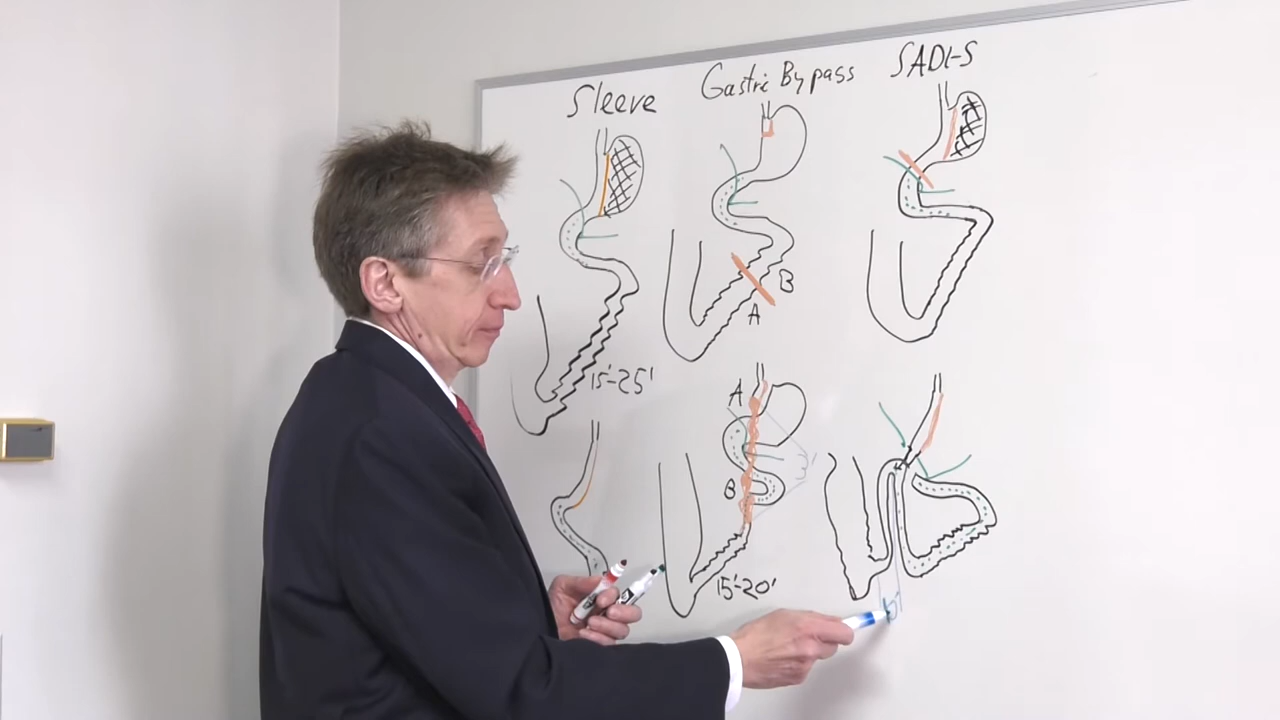 Sleeve
Gastric Bypass
SADI-S
B
A
15'-25'
A
B
15'-20'